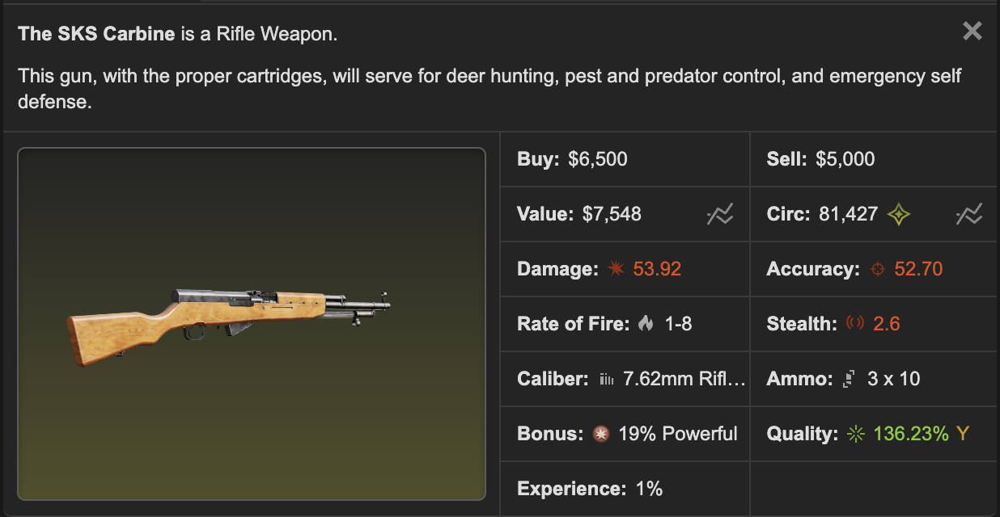 The SKS Carbine is a Rifle Weapon.
This gun, with the proper cartridges, will serve for deer hunting, pest and predator control, and emergency self
defense.
Buy: $6,500
Sell: $5,000
Value: $7,548
Circ: 81,427
Damage: 53.92
Accuracy: 52.70
Rate of Fire: 1-8
Stealth: 2.6
Caliber: 7.62mm Rifl...
Ammo: 3 x 10
Bonus: 19% Powerful
Quality: 136.23% Y
Experience: 1%